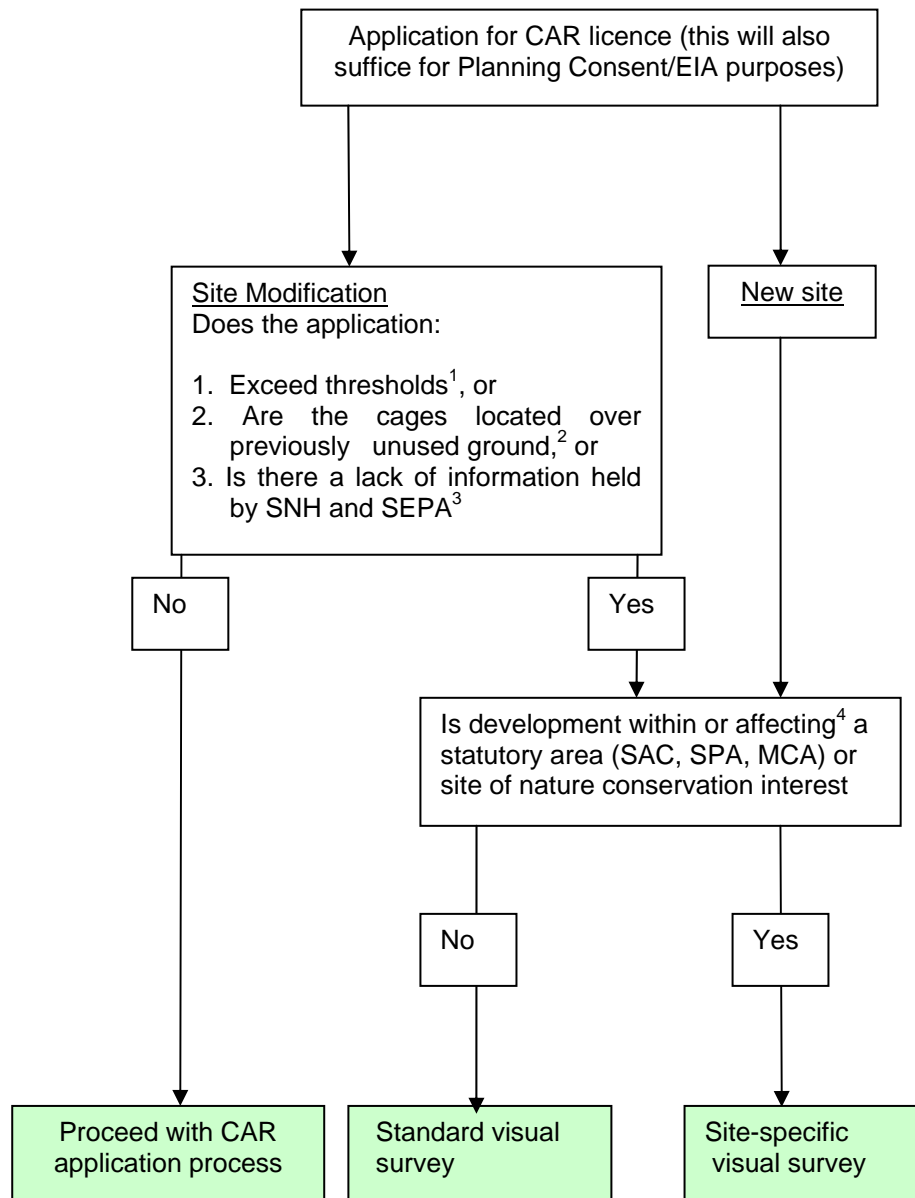 Application for CAR licence (this will also
suffice for Planning Consent/EIA purposes)
Site Modification
Does the application:
1. Exceed thresholds¹, or
2. Are the cages located over
previously unused ground,² or
3. Is there a lack of information held
by SNH and SEPA³
New site
No
Yes
Is development within or affecting⁴ a
statutory area (SAC, SPA, MCA) or
site of nature conservation interest
No
Yes
Proceed with CAR
application process
Standard visual
survey
Site-specific
visual survey